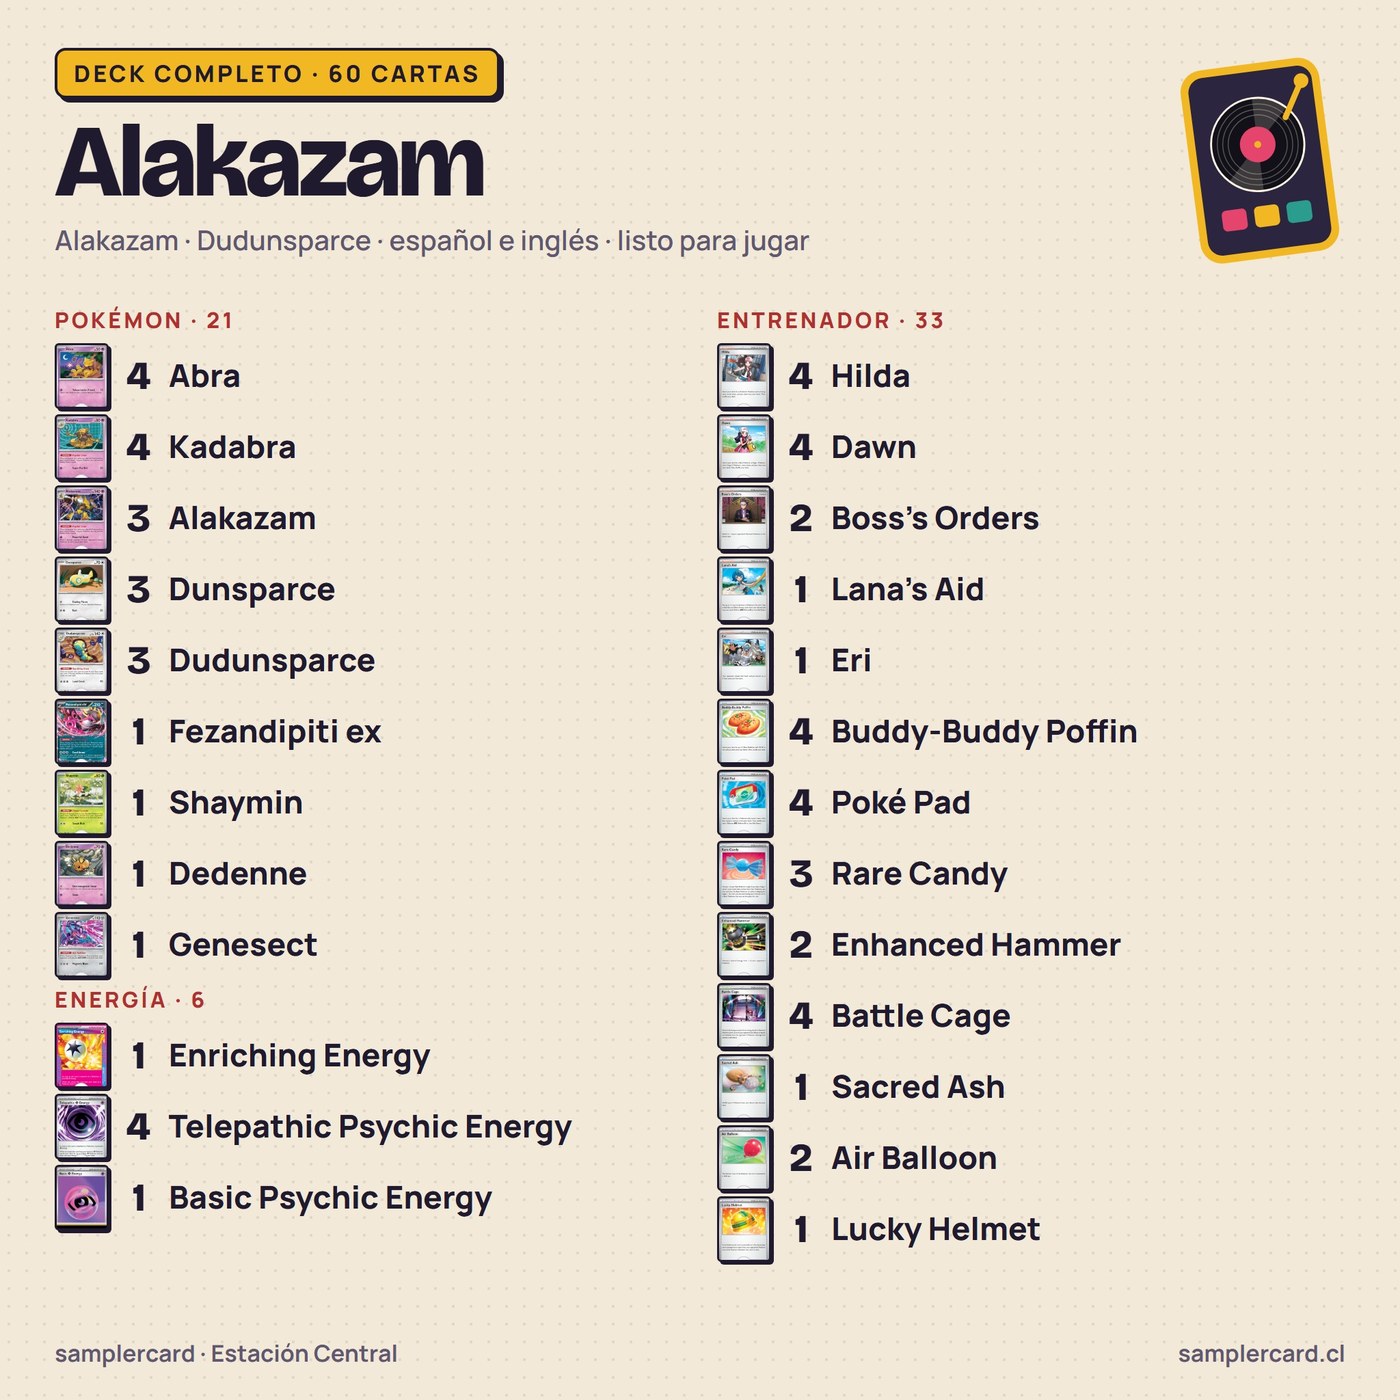 DECK COMPLETO · 60 CARTAS
Alakazam
Alakazam · Dudunsparce · español e inglés · listo para jugar
POKÉMON · 21
4 Abra
4 Kadabra
3 Alakazam
3 Dunsparce
3 Dudunsparce
1 Fezandipiti ex
1 Shaymin
1 Dedenne
1 Genesect
ENERGÍA · 6
1 Enriching Energy
4 Telepathic Psychic Energy
1 Basic Psychic Energy
ENTRENADOR · 33
4 Hilda
4 Dawn
2 Boss’s Orders
1 Lana’s Aid
1 Eri
4 Buddy-Buddy Poffin
4 Poké Pad
3 Rare Candy
2 Enhanced Hammer
4 Battle Cage
1 Sacred Ash
2 Air Balloon
1 Lucky Helmet
samplercard · Estación Central
samplercard.cl